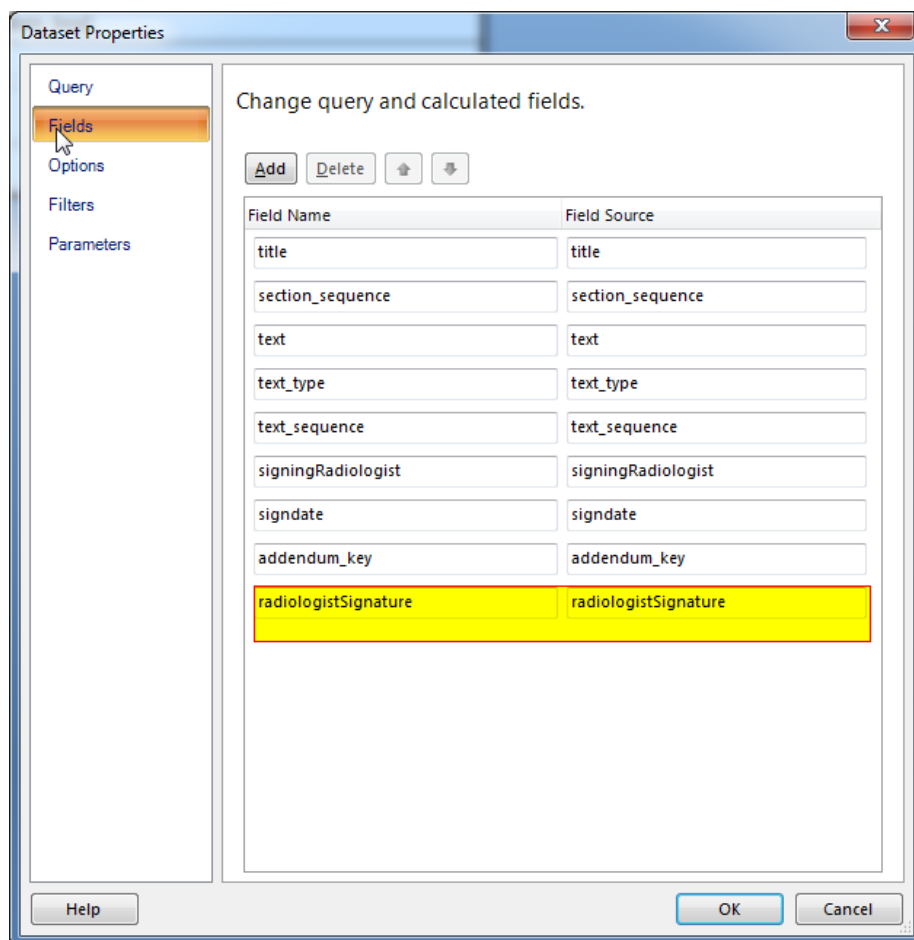 Dataset Properties
Query
Fields
Options
Filters
Parameters
Change query and calculated fields.
Add Delete
Field Name Field Source
title title
section_sequence section_sequence
text text
text_type text_type
text_sequence text_sequence
signingRadiologist signingRadiologist
signdate signdate
addendum_key addendum_key
radiologistSignature radiologistSignature
Help OK Cancel